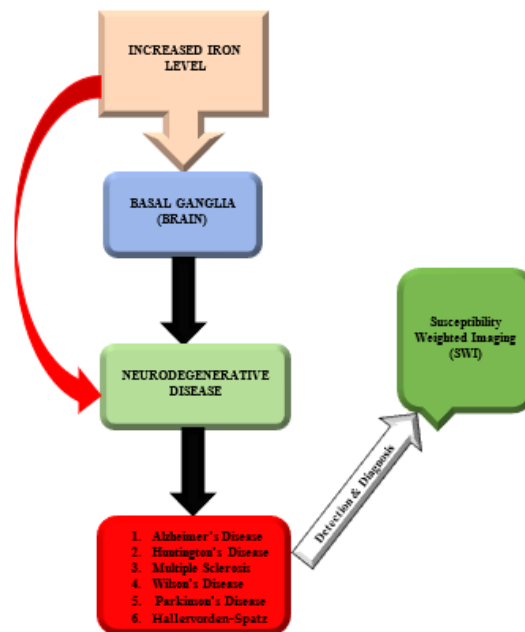 INCREASED IRON
LEVEL
BASAL GANGLIA
(BRAIN)
Susceptibility
Weighted Imaging
(SWI)
NEURODEGENERATIVE
DISEASE
Detection & Diagnosis
1. Alzheimer's Disease
2. Huntington's Disease
3. Multiple Sclerosis
4. Wilson's Disease
5. Parkinson's Disease
6. Hallervorden-Spatz